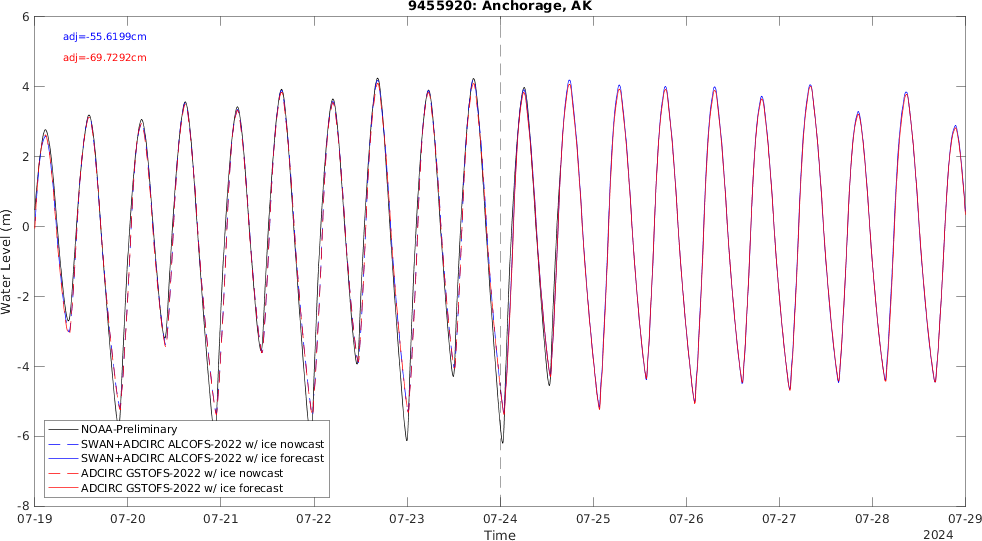 9455920: Anchorage, AK
adj=-55.6199cm
adj=-69.7292cm
Water Level (m)
6
4
2
0
-2
-4
-6
-8
NOAA-Preliminary
SWAN+ADCIRC ALCOFS-2022 w/ ice nowcast
SWAN+ADCIRC ALCOFS-2022 w/ ice forecast
ADCIRC GSTOFS-2022 w/ ice nowcast
ADCIRC GSTOFS-2022 w/ ice forecast
07-19 07-20 07-21 07-22 07-23 07-24 07-25 07-26 07-27 07-28 07-29
Time
2024